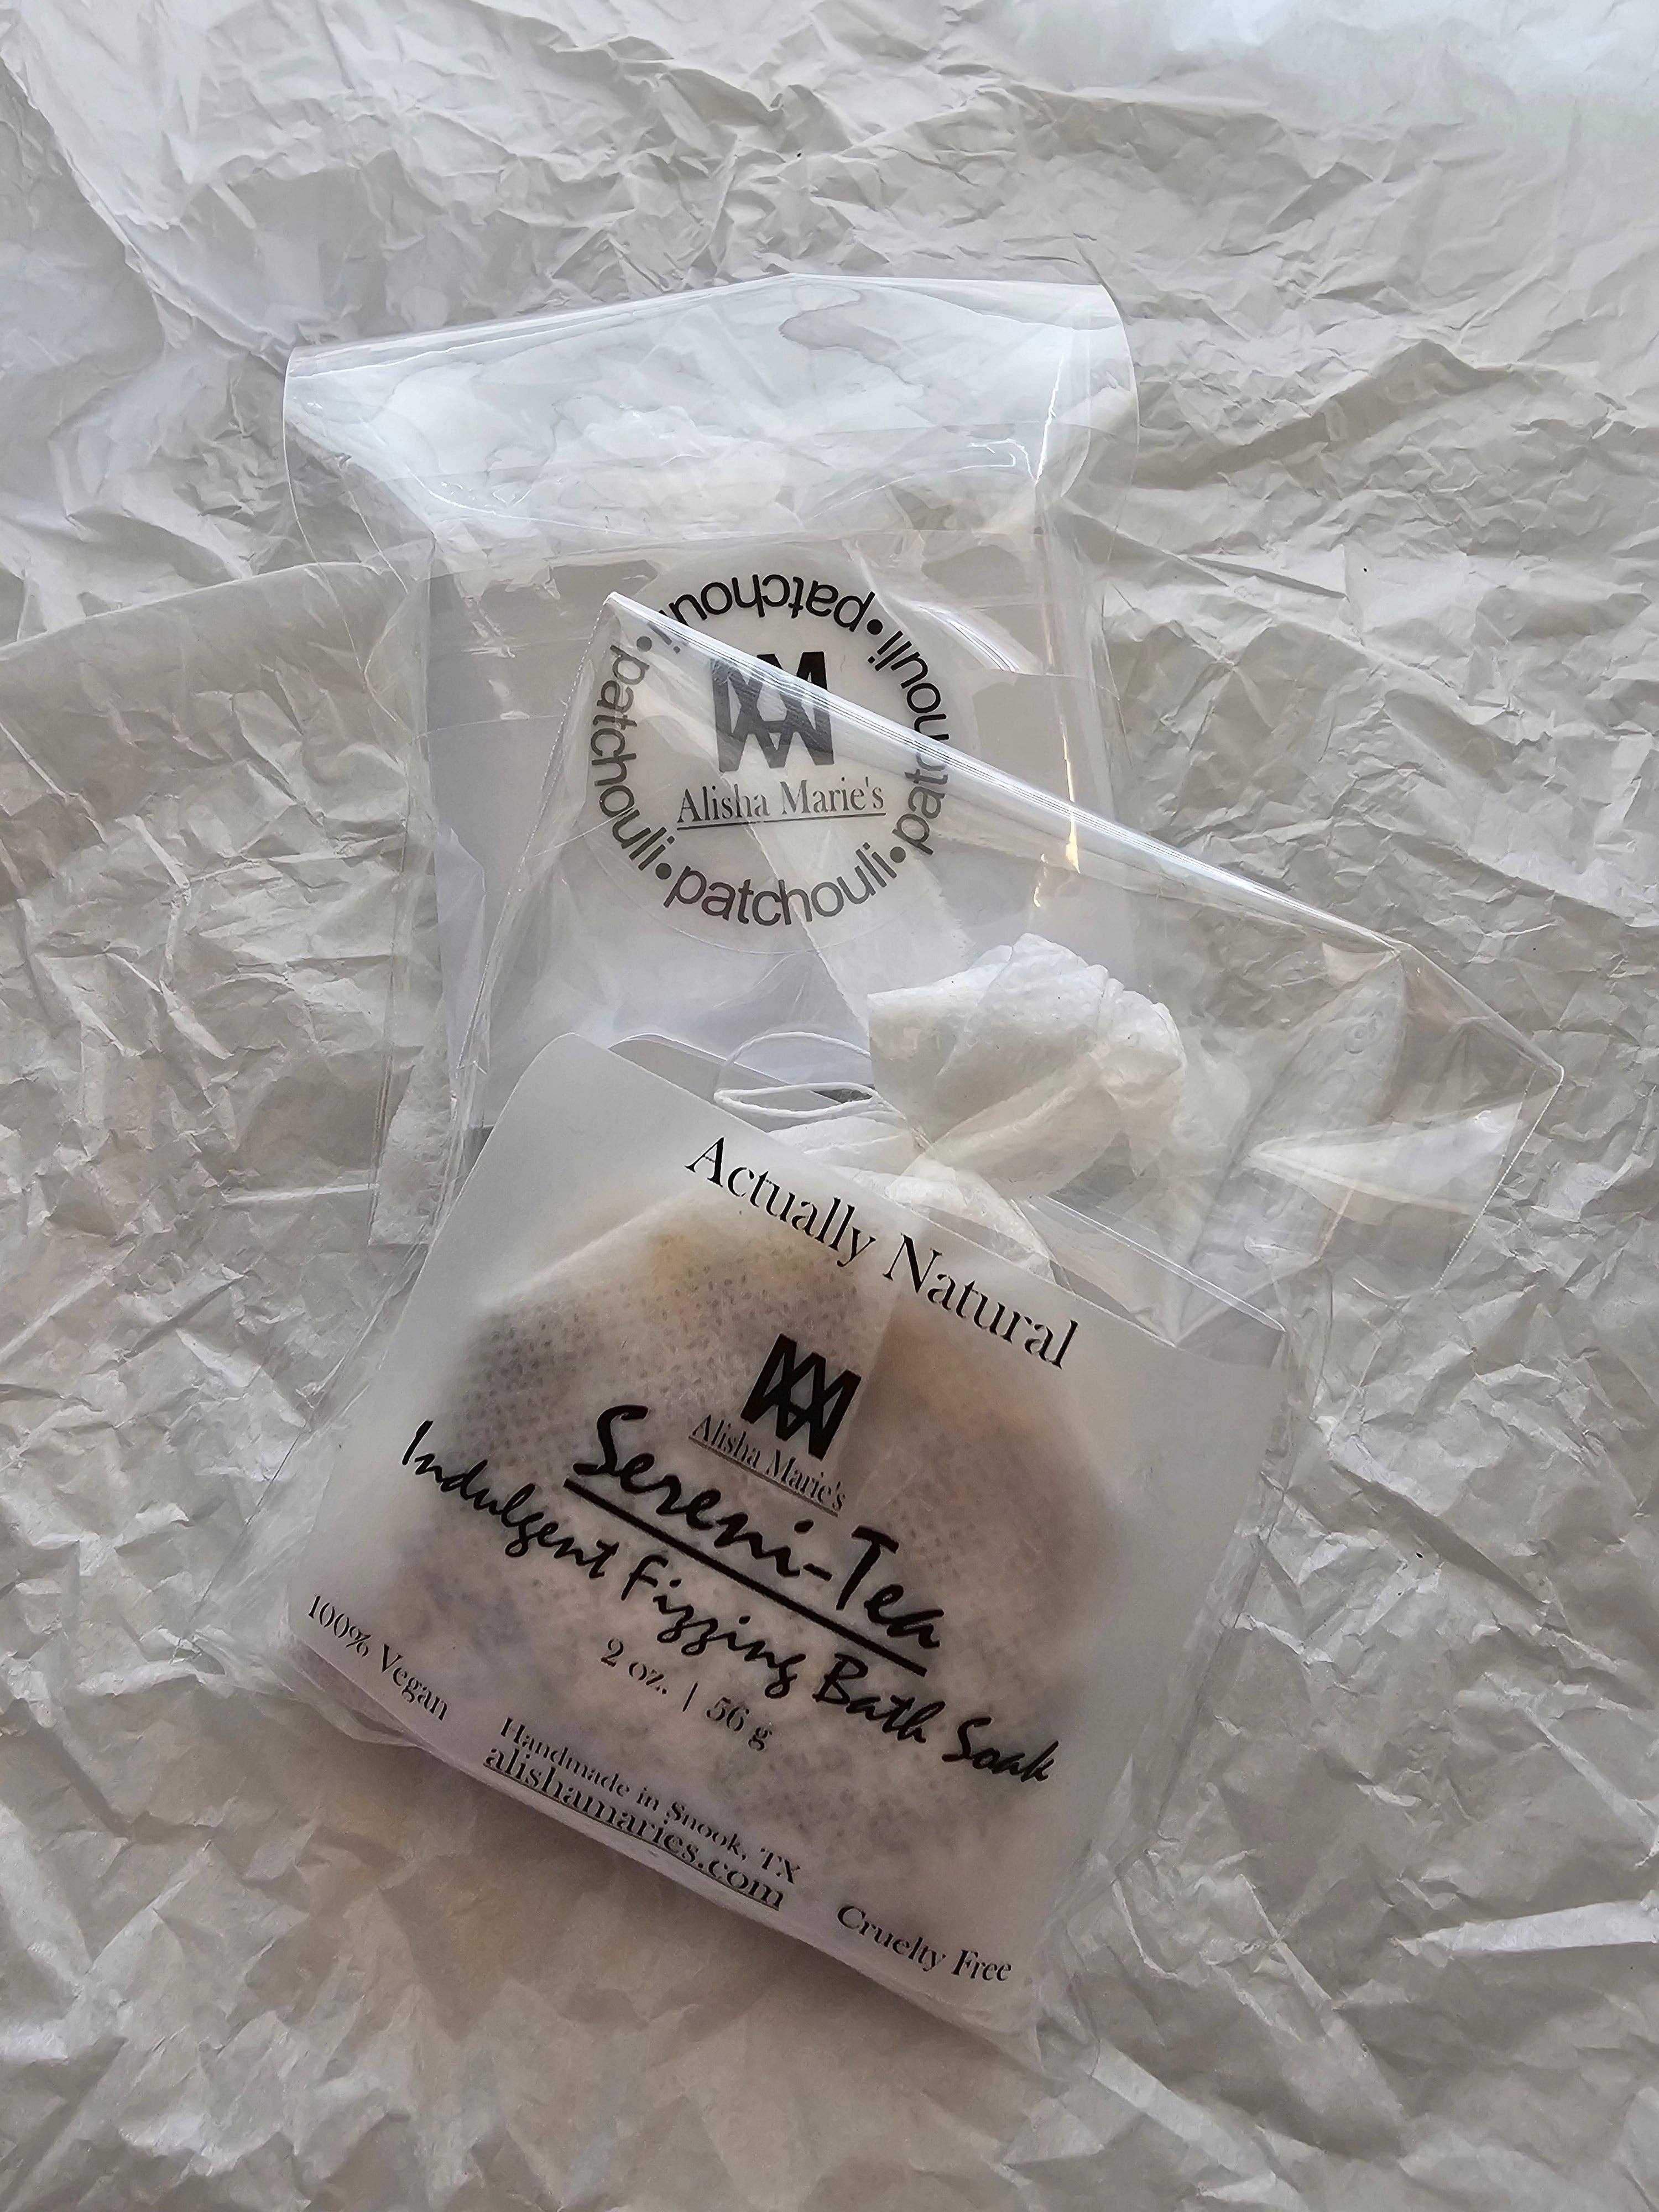 patchouli•patchouli•patchouli•patchouli•patchouli•
Alisha Marie's
Actually Natural
Alisha Marie's
Sereni-Tea
Indulgent Fizzing Bath Soak
2 oz. | 56 g
100% Vegan
Handmade in Snook, TX
alishamaries.com
Cruelty Free